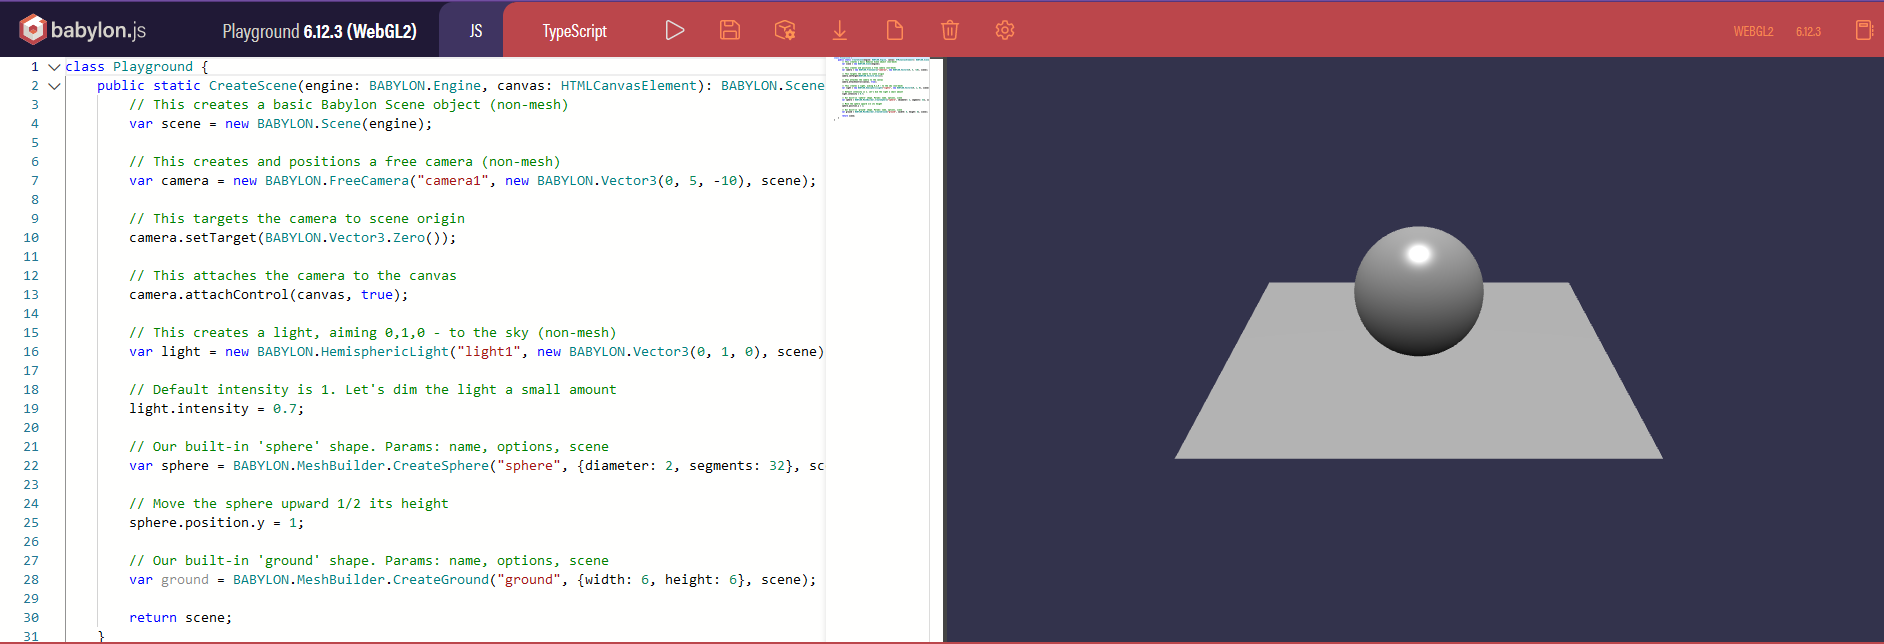 babylon.js
Playground 6.12.3 (WebGL2)
JS
TypeScript
WEBGL2
6.12.3
1 class Playground {
2 public static CreateScene(engine: BABYLON.Engine, canvas: HTMLCanvasElement): BABYLON.Scene
3 // This creates a basic Babylon Scene object (non-mesh)
4 var scene = new BABYLON.Scene(engine);
5
6 // This creates and positions a free camera (non-mesh)
7 var camera = new BABYLON.FreeCamera("camera1", new BABYLON.Vector3(0, 5, -10), scene);
8
9 // This targets the camera to scene origin
10 camera.setTarget(BABYLON.Vector3.Zero());
11
12 // This attaches the camera to the canvas
13 camera.attachControl(canvas, true);
14
15 // This creates a light, aiming 0,1,0 - to the sky (non-mesh)
16 var light = new BABYLON.HemisphericLight("light1", new BABYLON.Vector3(0, 1, 0), scene)
17
18 // Default intensity is 1. Let's dim the light a small amount
19 light.intensity = 0.7;
20
21 // Our built-in 'sphere' shape. Params: name, options, scene
22 var sphere = BABYLON.MeshBuilder.CreateSphere("sphere", {diameter: 2, segments: 32}, sc
23
24 // Move the sphere upward 1/2 its height
25 sphere.position.y = 1;
26
27 // Our built-in 'ground' shape. Params: name, options, scene
28 var ground = BABYLON.MeshBuilder.CreateGround("ground", {width: 6, height: 6}, scene);
29
30 return scene;
31 }